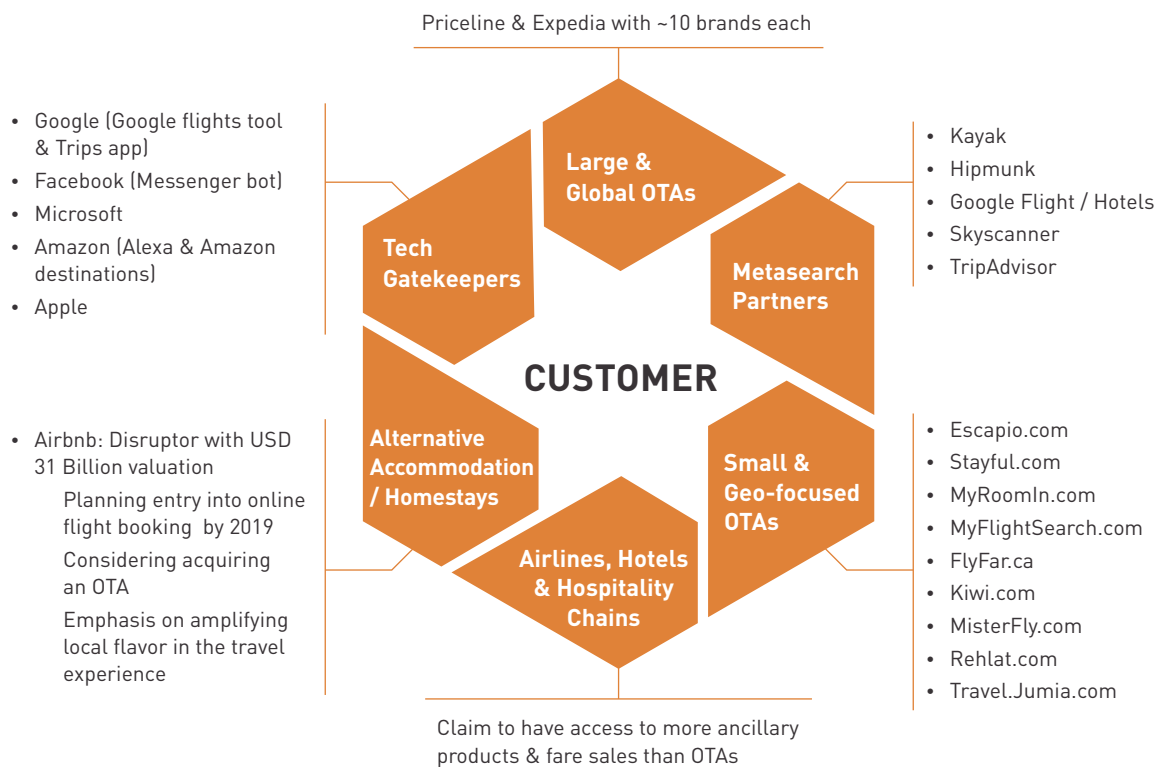 Priceline & Expedia with ~10 brands each
• Google (Google flights tool
& Trips app)
• Facebook (Messenger bot)
• Microsoft
• Amazon (Alexa & Amazon
destinations)
• Apple
Large &
Global OTAs
• Kayak
• Hipmunk
• Google Flight / Hotels
• Skyscanner
• TripAdvisor
Tech
Gatekeepers
Metasearch
Partners
CUSTOMER
• Airbnb: Disruptor with USD
31 Billion valuation
Planning entry into online
flight booking by 2019
Considering acquiring
an OTA
Emphasis on amplifying
local flavor in the travel
experience
Alternative
Accommodation
/ Homestays
Airlines, Hotels
& Hospitality
Chains
Small &
Geo-focused
OTAs
• Escapio.com
• Stayful.com
• MyRoomIn.com
• MyFlightSearch.com
• FlyFar.ca
• Kiwi.com
• MisterFly.com
• Rehlat.com
• Travel.Jumia.com
Claim to have access to more ancillary
products & fare sales than OTAs